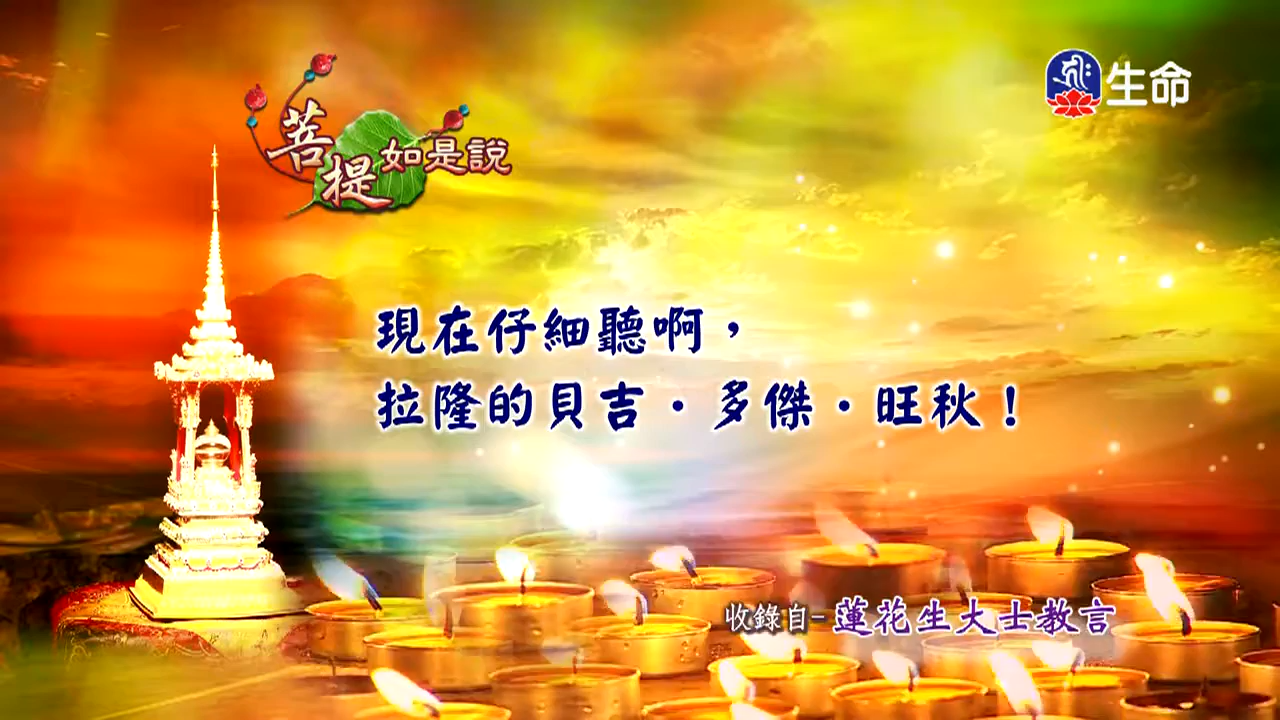 菩提如是說
生命
現在仔細聽啊，
拉隆的貝吉·多傑·旺秋！
收錄自-蓮花生大士教言